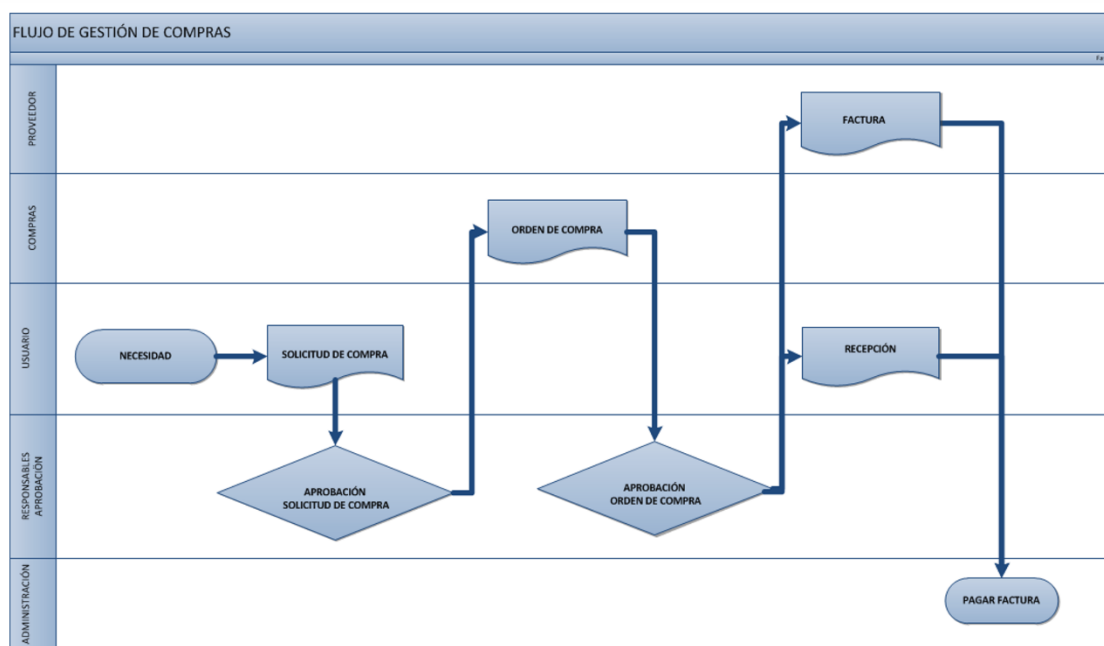 FLUJO DE GESTIÓN DE COMPRAS
PROVEEDOR
FACTURA
COMPRAS
ORDEN DE COMPRA
USUARIO
NECESIDAD
SOLICITUD DE COMPRA
RECEPCIÓN
RESPONSABLES
APROBACIÓN
APROBACIÓN
SOLICITUD DE COMPRA
APROBACIÓN
ORDEN DE COMPRA
ADMINISTRACIÓN
PAGAR FACTURA